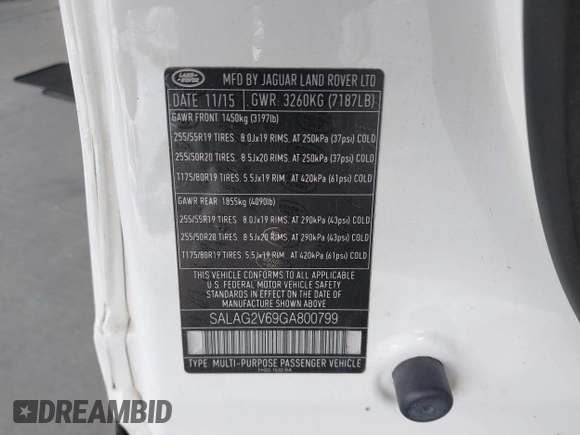 LAND ROVER
MFD BY JAGUAR LAND ROVER LTD
DATE 11/15 GWR 3260KG (7187LB)
GAWR FRONT 1450kg (3197lb)
255/55R19 TIRES. 8.0Jx19 RIMS. AT 250kPa (37psi) COLD
255/50R20 TIRES. 8.5Jx20 RIMS. AT 250kPa (37psi) COLD
T175/80R19 TIRES. 5.5Jx19 RIM. AT 420kPa (61psi) COLD
GAWR REAR 1855kg (4090lb)
255/55R19 TIRES. 8.0Jx19 RIMS. AT 290kPa (43psi) COLD
255/50R20 TIRES. 8.5Jx20 RIMS. AT 290kPa (43psi) COLD
T175/80R19 TIRES. 5.5Jx19 RIM. AT 420kPa (61psi) COLD
THIS VEHICLE CONFORMS TO ALL APPLICABLE
U.S. FEDERAL MOTOR VEHICLE SAFETY
STANDARDS IN EFFECT ON THE DATE OF
MANUFACTURE SHOWN ABOVE
SALAG2V69GA800799
TYPE: MULTI-PURPOSE PASSENGER VEHICLE
DREAMBID